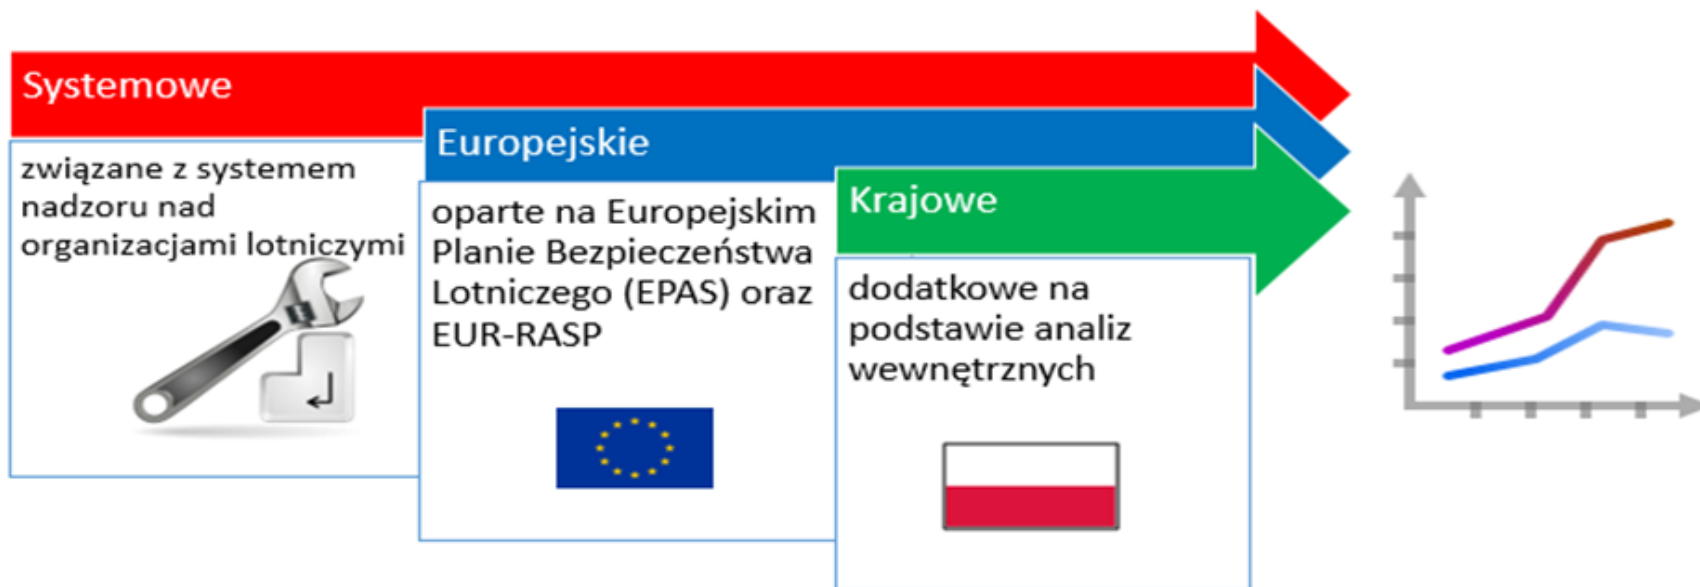 Systemowe
związane z systemem
nadzoru nad
organizacjami lotniczymi
Europejskie
oparte na Europejskim
Planie Bezpieczeństwa
Lotniczego (EPAS) oraz
EUR-RASP
Krajowe
dodatkowe na
podstawie analiz
wewnętrznych